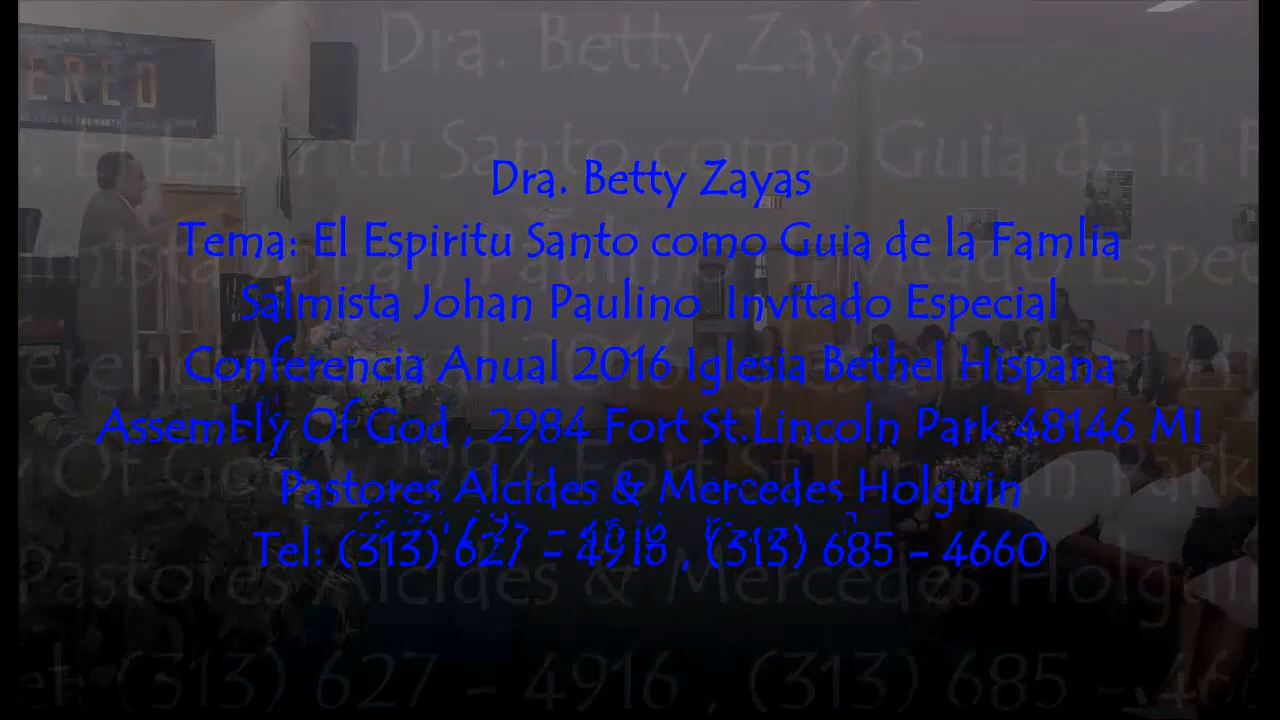 ERED
Dra. Betty Zayas
Tema: El Espiritu Santo como Guia de la Famlia
Salmista Johan Paulino Invitado Especial
Conferencia Anual 2016 Iglesia Bethel Hispana
Assembly Of God , 2984 Fort St.Lincoln Park 48146 MI
Pastores Alcides & Mercedes Holguin
Tel: (313) 627 - 4916 , (313) 685 - 4660